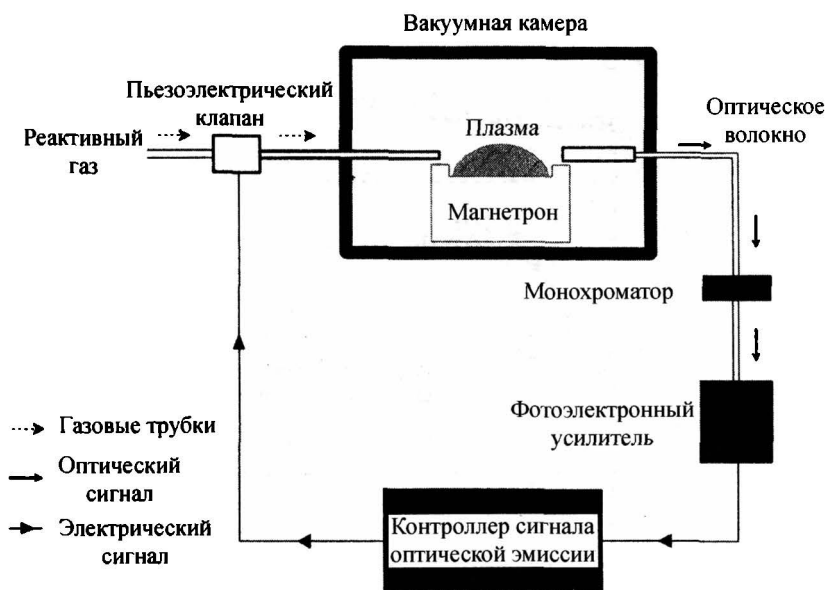 Вакуумная камера
Пьезоэлектрический
клапан
Реактивный
газ
Плазма
Оптическое
волокно
Магнетрон
Монохроматор
Фотоэлектронный
усилитель
Газовые трубки
Оптический
сигнал
Электрический
сигнал
Контроллер сигнала
оптической эмиссии